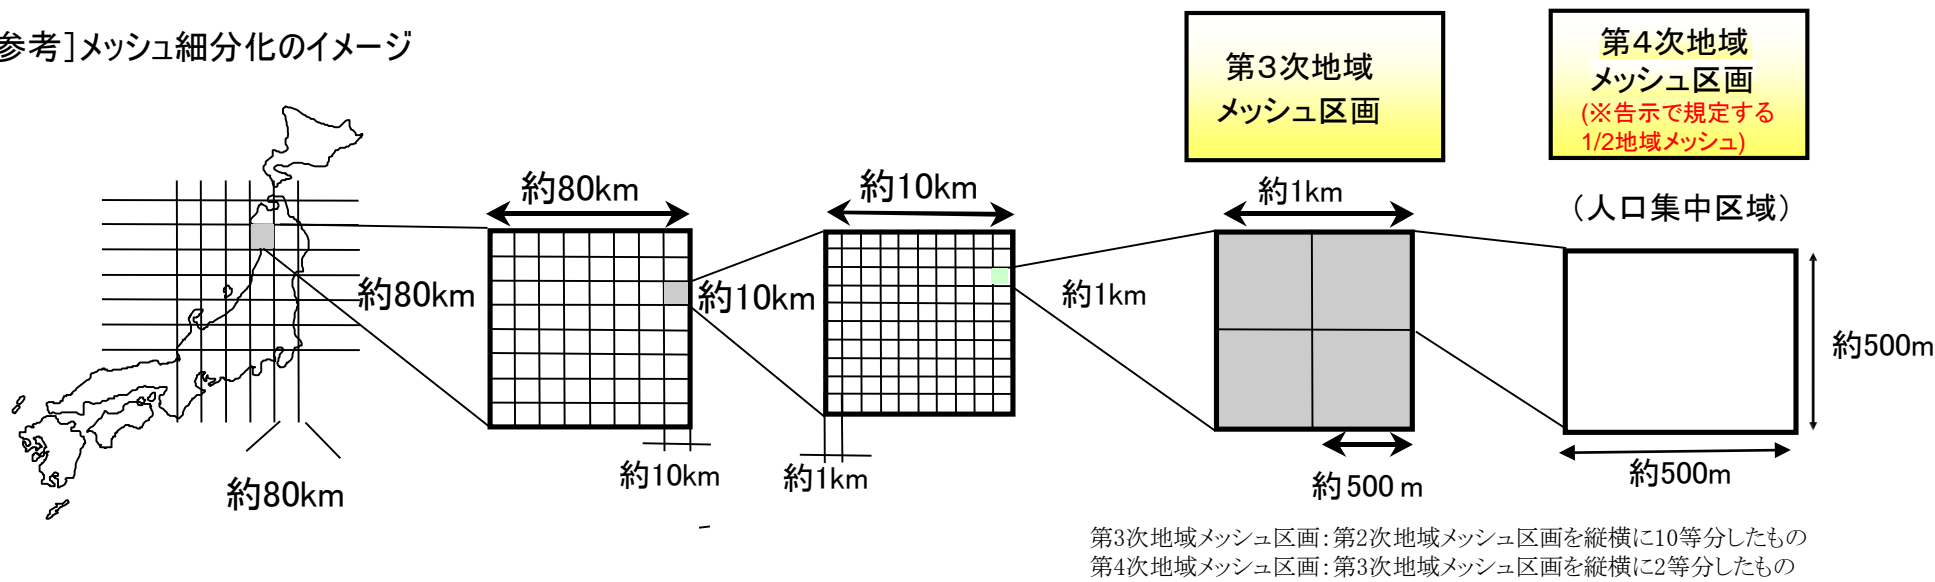 参考]メッシュ細分化のイメージ
第3次地域
メッシュ区画
第4次地域
メッシュ区画
(※告示で規定する
1/2地域メッシュ)
(人口集中区域)
約80km
約10km
約1km
約80km
約10km
約1km
約500m
約80km
約10km
約1km
約500m
約500m
第3次地域メッシュ区画:第2次地域メッシュ区画を縦横に10等分したもの
第4次地域メッシュ区画:第3次地域メッシュ区画を縦横に2等分したもの